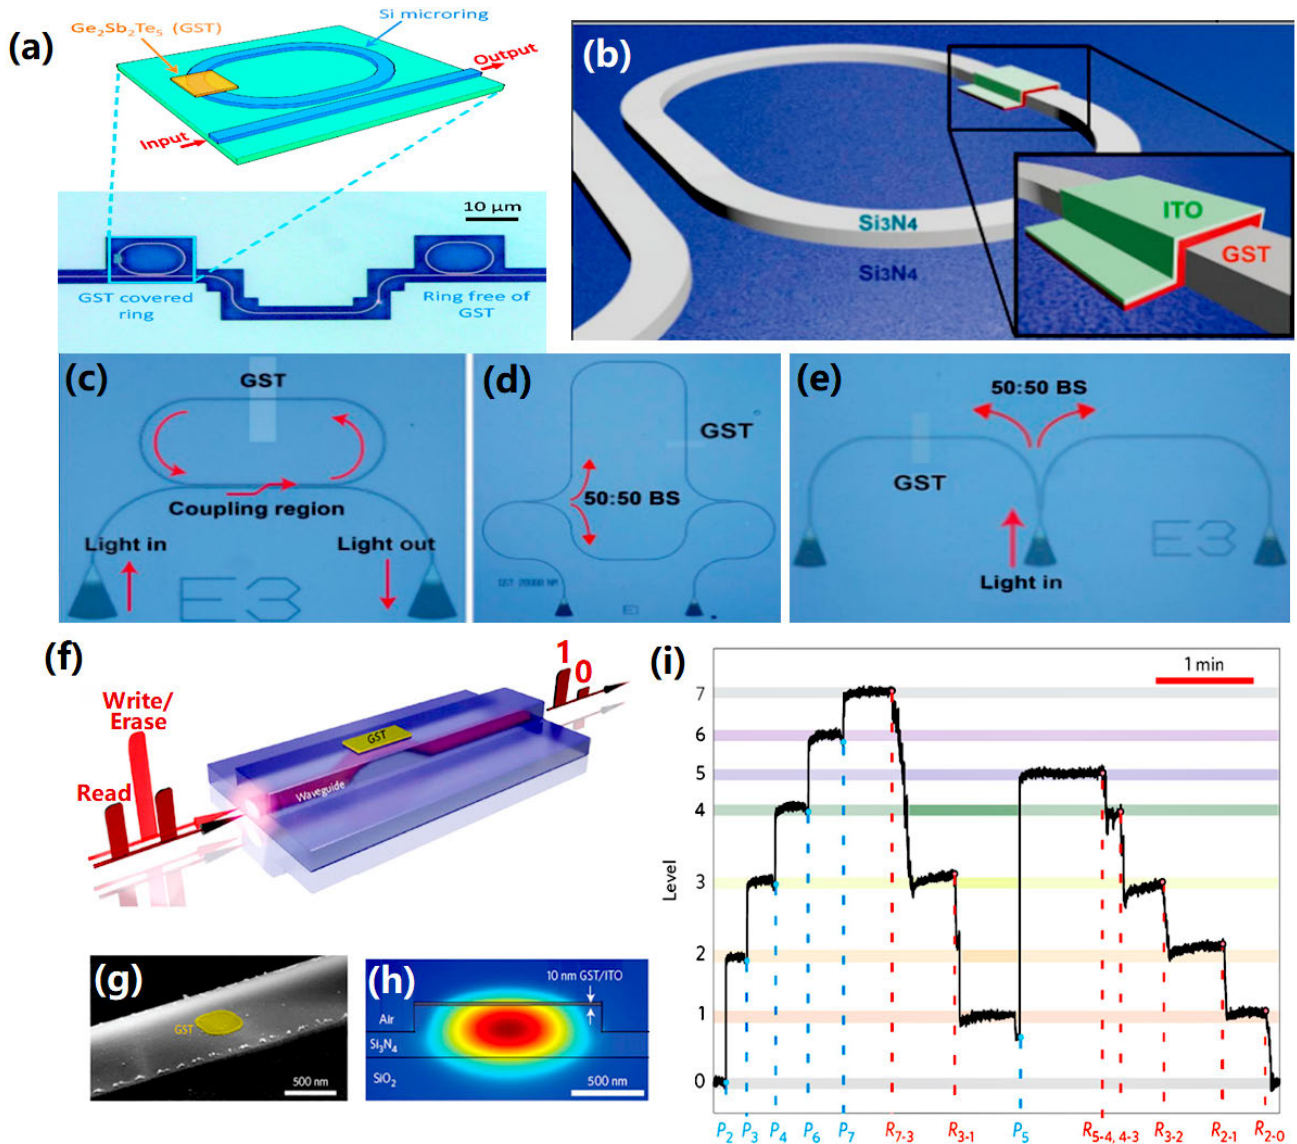 (a)
Ge₂Sb₂Te₅ (GST)
Si microring
Output
Input
10 μm
GST covered
ring
Ring free of
GST
(b)
Si₃N₄
Si₃N₄
ITO
GST
(c)
GST
Coupling region
Light in
Light out
E3
(d)
GST
50:50 BS
E3
(e)
50:50 BS
GST
E3
Light in
(f)
Write/
Erase
Read
GST
Waveguide
1
0
(g)
GST
500 nm
(h)
10 nm GST/ITO
Air
Si₃N₄
SiO₂
500 nm
(i)
1 min
Level
7
6
5
4
3
2
1
0
P₂ P₃ P₄ P₆ P₇ R₇₋₃ R₃₋₁ P₅ R₅₋₄, ₄₋₃ R₃₋₂ R₂₋₁ R₂₋₀